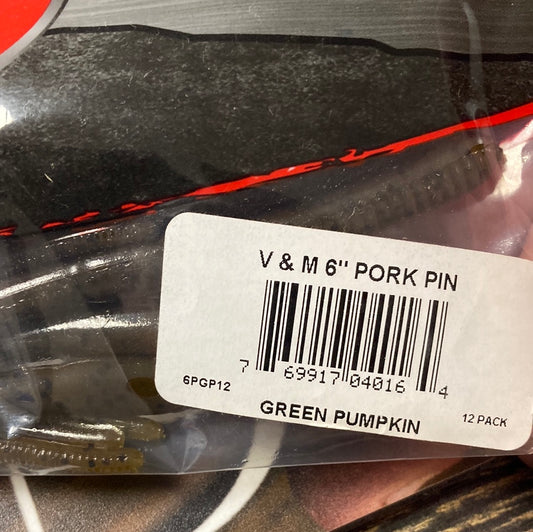 V & M 6" PORK PIN
7 69917 04016 4
6PGP12
GREEN PUMPKIN
12 PACK